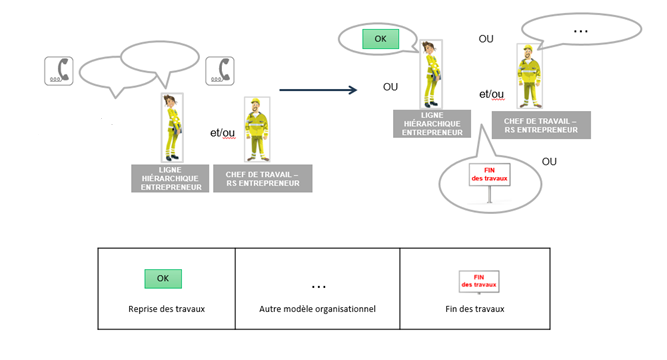 et/ou
LIGNE
HIÉRARCHIQUE
ENTREPRENEUR
CHEF DE TRAVAIL –
RS ENTREPRENEUR
OK
OU
...
OU
et/ou
LIGNE
HIÉRARCHIQUE
ENTREPRENEUR
CHEF DE TRAVAIL –
RS ENTREPRENEUR
FIN
des travaux
OU
OK
Reprise des travaux
...
Autre modèle organisationnel
FIN
des travaux
Fin des travaux